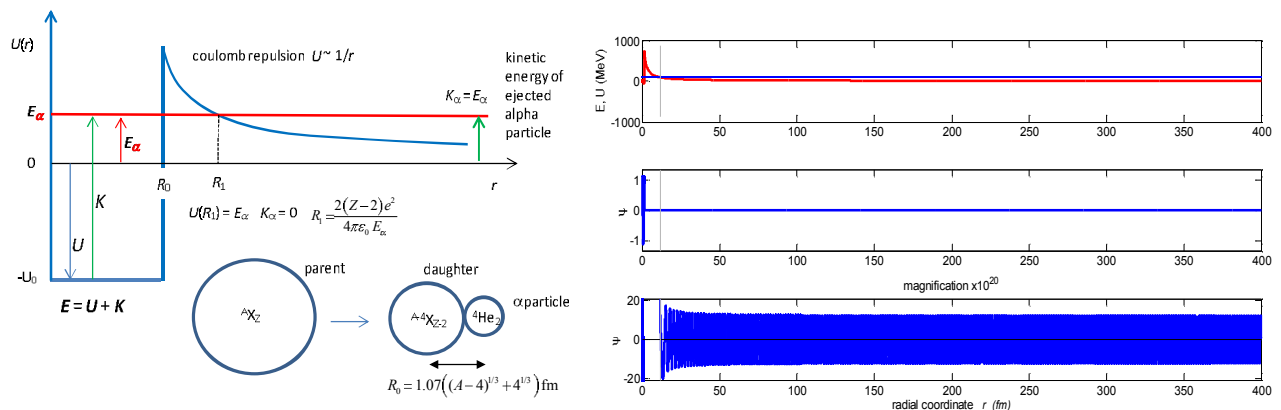 U(r)
coulomb repulsion U ~ 1/r
kinetic
energy of
ejected
alpha
particle
Kα = Eα
Eα
Eα
0
R0
R1
r
K
U
U(R1) = Eα Kα = 0 R1 = 2(Z−2)e² / 4πε0 Eα
-U0
E = U + K
parent
daughter
α particle
ᴬXZ
ᴬ⁻⁴XZ-2
⁴He2
R0 = 1.07((A−4)^1/3 + 4^1/3) fm
E, U (MeV)
1000
0
-1000
0 50 100 150 200 250 300 350 400
ψ
1
0
-1
0 50 100 150 200 250 300 350 400
magnification x10²⁰
ψ
20
0
-20
0 50 100 150 200 250 300 350 400
radial coordinate r (fm)